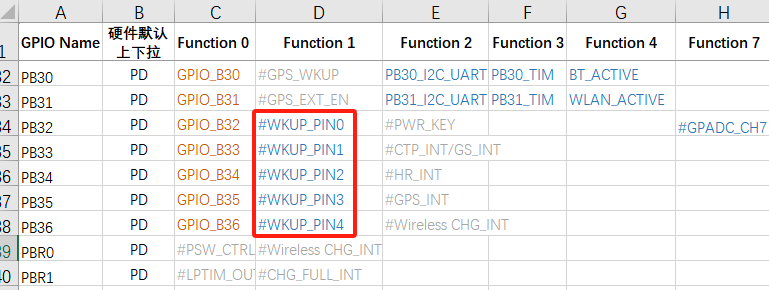 A B C D E F G H
1 GPIO Name 硬件默认上下拉 Function 0 Function 1 Function 2 Function 3 Function 4 Function 7
32 PB30 PD GPIO_B30 #GPS_WKUP PB30_I2C_UART PB30_TIM BT_ACTIVE
33 PB31 PD GPIO_B31 #GPS_EXT_EN PB31_I2C_UART PB31_TIM WLAN_ACTIVE
34 PB32 PD GPIO_B32 #WKUP_PIN0 #PWR_KEY #GPADC_CH7
35 PB33 PD GPIO_B33 #WKUP_PIN1 #CTP_INT/GS_INT
36 PB34 PD GPIO_B34 #WKUP_PIN2 #HR_INT
37 PB35 PD GPIO_B35 #WKUP_PIN3 #GPS_INT
38 PB36 PD GPIO_B36 #WKUP_PIN4 #Wireless CHG_INT
39 PBR0 PD #PSW_CTRL #Wireless CHG_INT
40 PBR1 PD #LPTIM_OU #CHG_FULL_INT